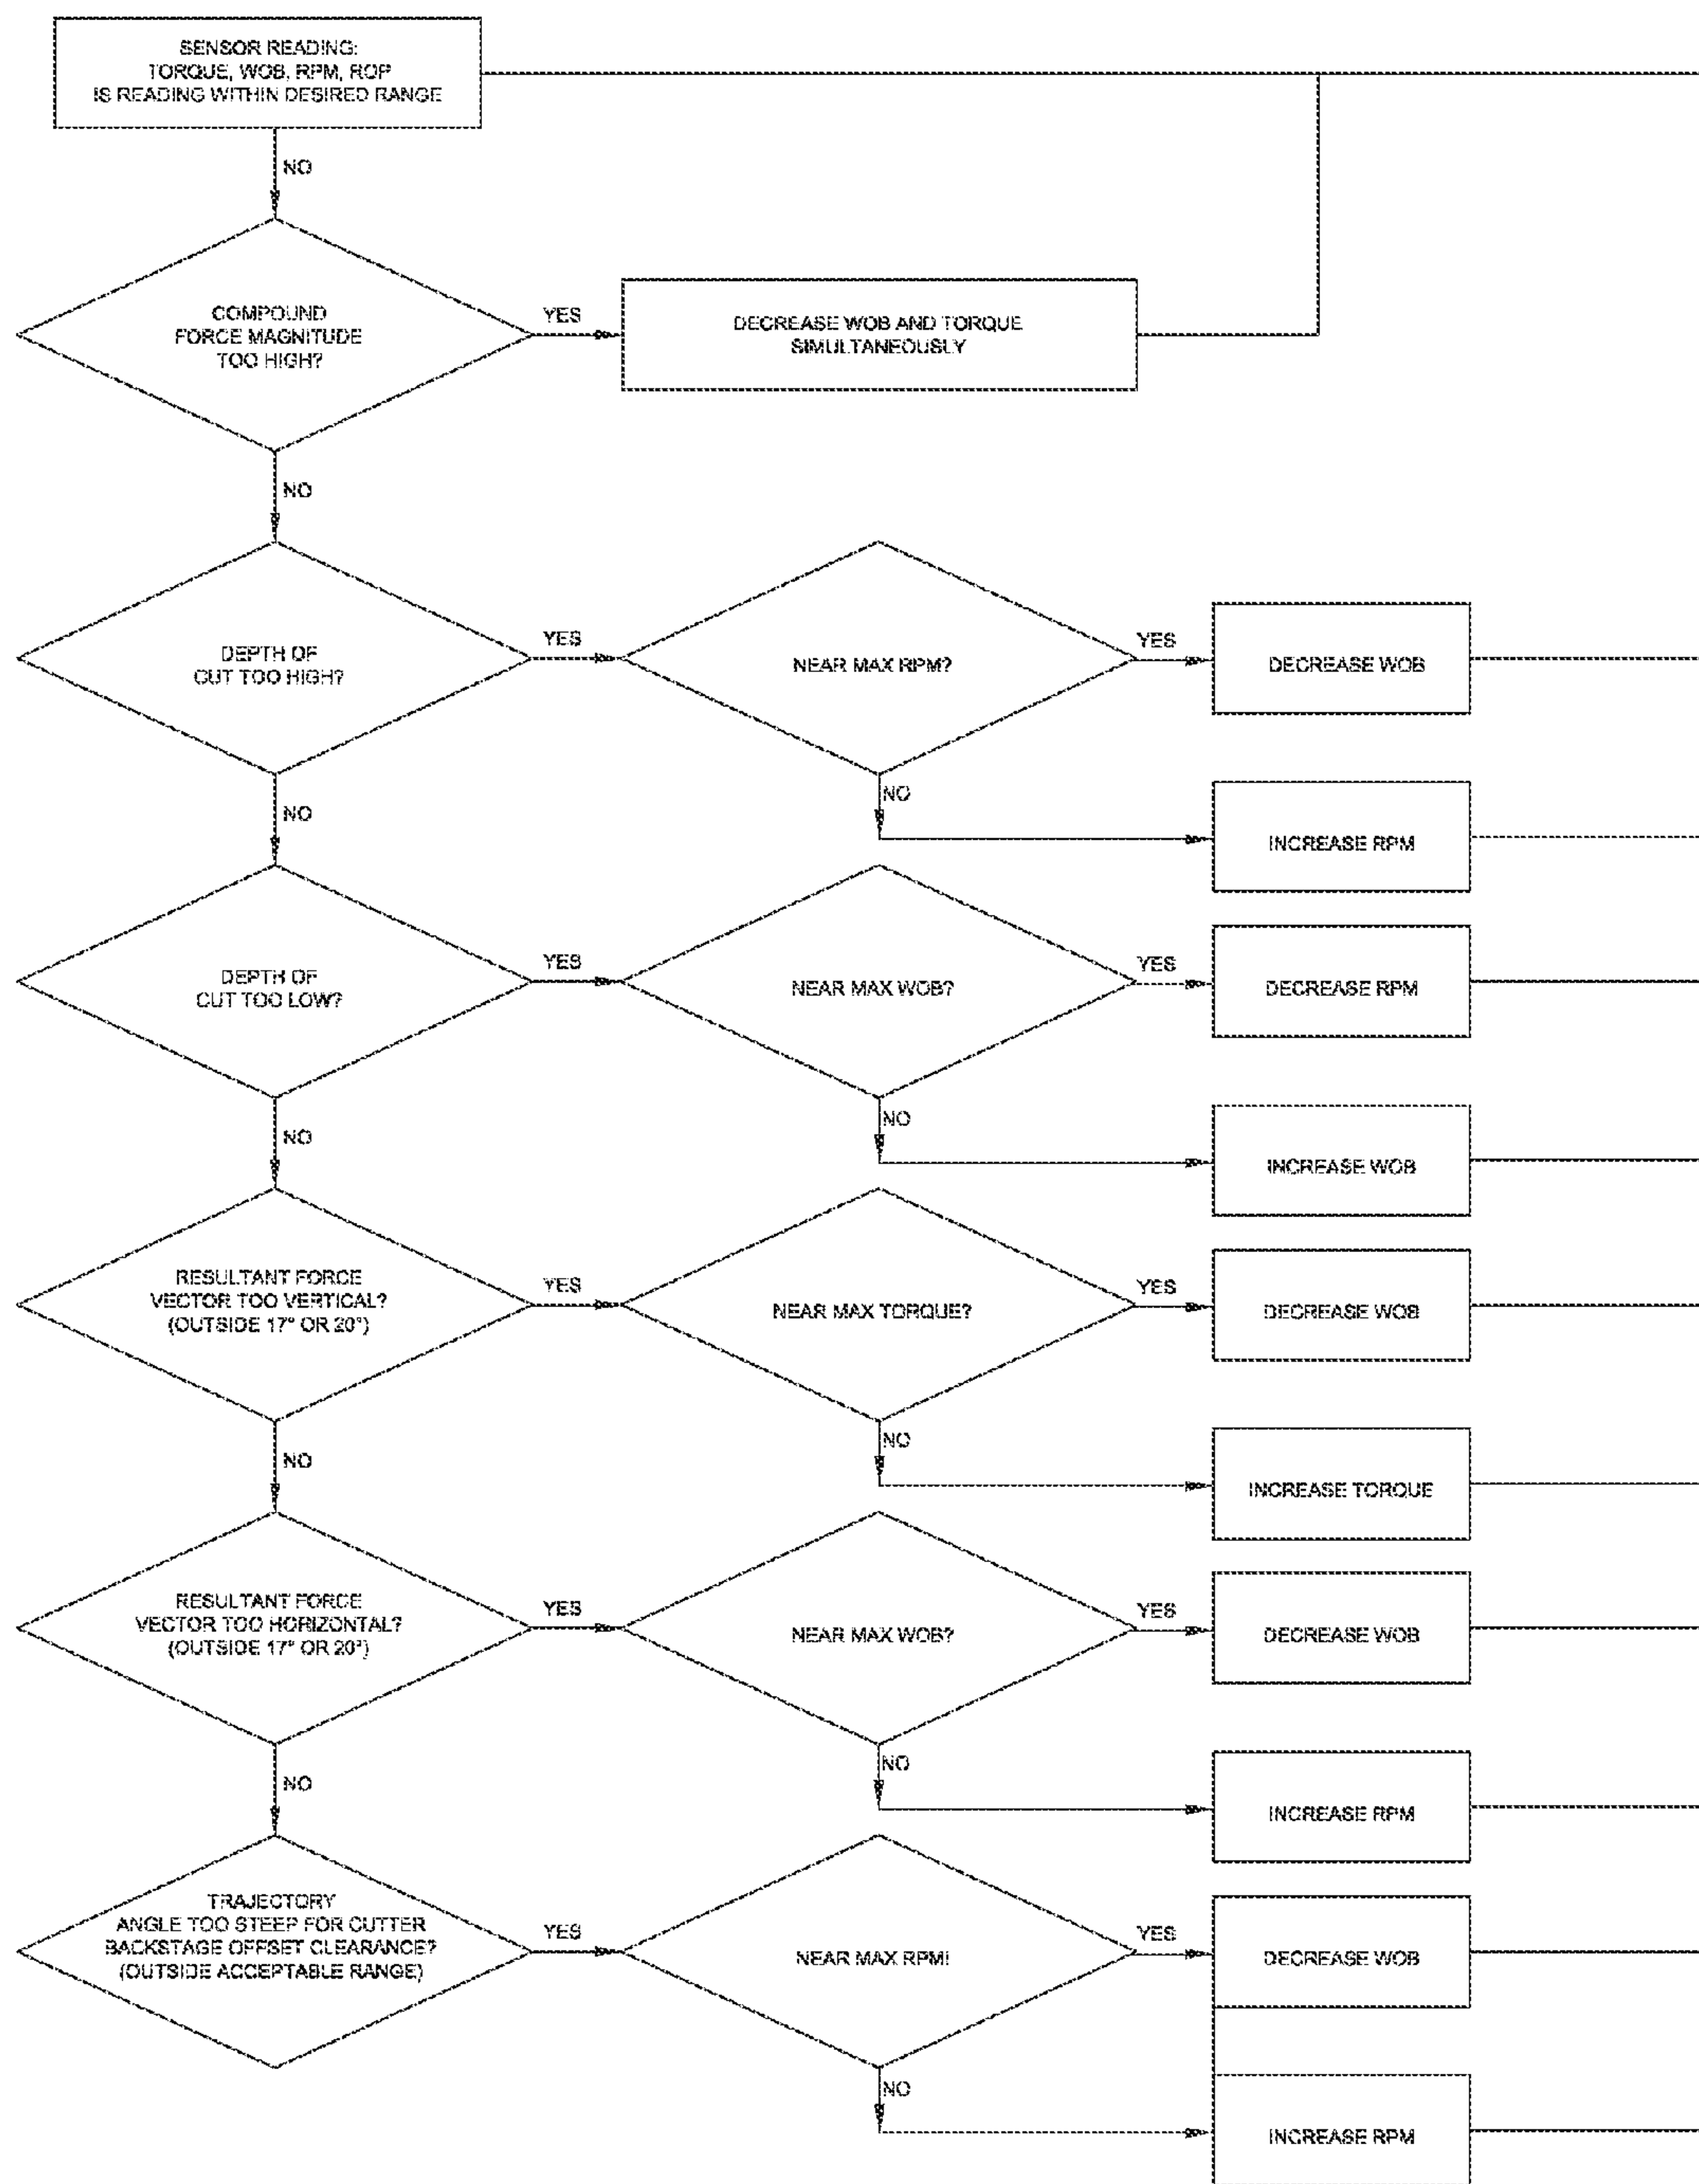 SENSOR READING:
TORQUE, WOB, RPM, ROP
IS READING WITHIN DESIRED RANGE
NO
COMPOUND
FORCE MAGNITUDE
TOO HIGH?
YES
DECREASE WOB AND TORQUE
SIMULTANEOUSLY
NO
DEPTH OF
CUT TOO HIGH?
YES
NEAR MAX RPM?
YES
DECREASE WOB
NO
INCREASE RPM
NO
DEPTH OF
CUT TOO LOW?
YES
NEAR MAX WOB?
YES
DECREASE RPM
NO
INCREASE WOB
NO
RESULTANT FORCE
VECTOR TOO VERTICAL?
(OUTSIDE 17° OR 20°)
YES
NEAR MAX TORQUE?
YES
DECREASE WOB
NO
INCREASE TORQUE
NO
RESULTANT FORCE
VECTOR TOO HORIZONTAL?
(OUTSIDE 17° OR 20°)
YES
NEAR MAX WOB?
YES
DECREASE WOB
NO
INCREASE RPM
NO
TRAJECTORY
ANGLE TOO STEEP FOR CUTTER
BACKSTAGE OFFSET CLEARANCE?
(OUTSIDE ACCEPTABLE RANGE)
YES
NEAR MAX RPM!
YES
DECREASE WOB
NO
INCREASE RPM